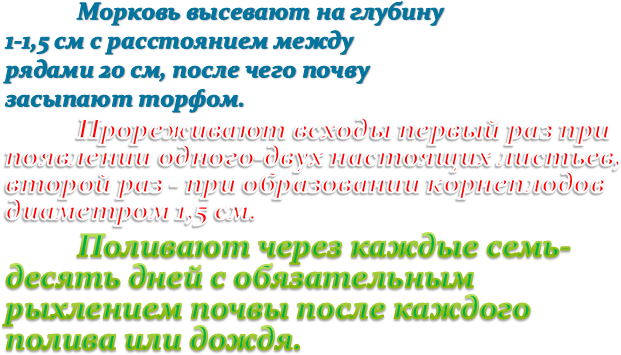 Морковь высевают на глубину
1-1,5 см с расстоянием между
рядами 20 см, после чего почву
засыпают торфом.
Прореживают всходы первый раз при
появлении одного-двух настоящих листьев,
второй раз - при образовании корнеплодов
диаметром 1,5 см.
Поливают через каждые семь-
десять дней с обязательным
рыхлением почвы после каждого
полива или дождя.